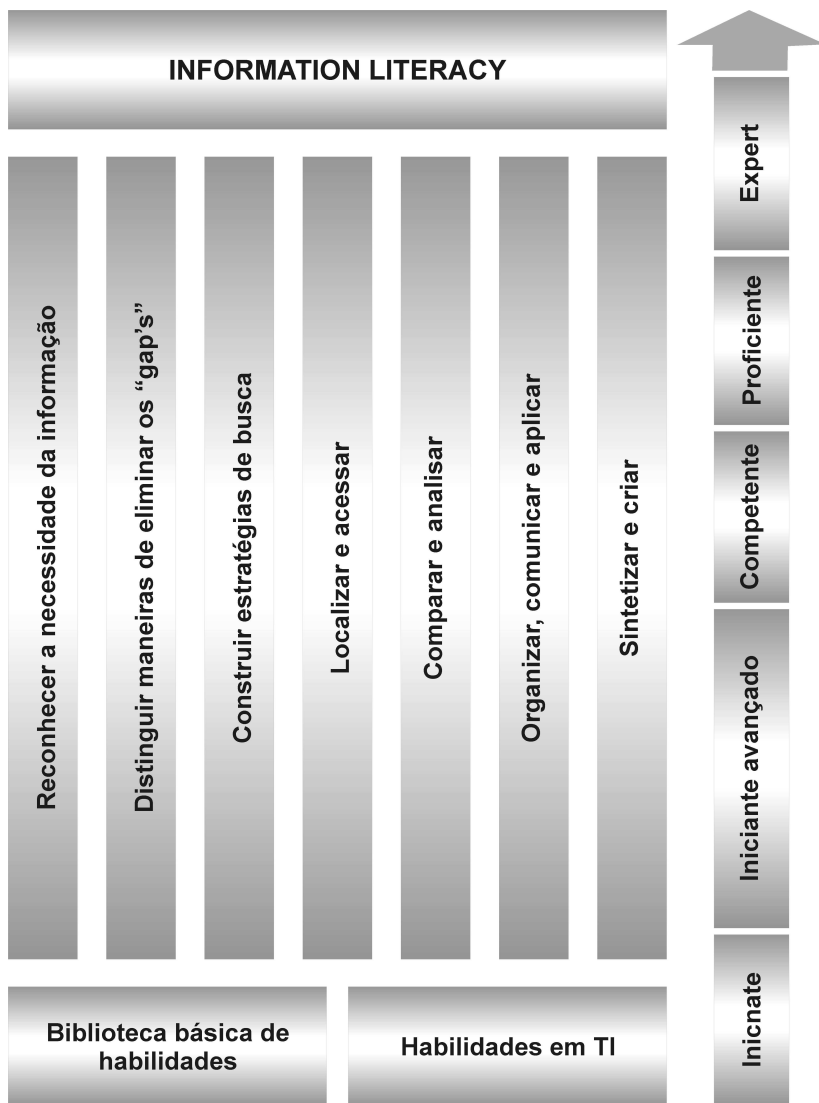 INFORMATION LITERACY
Reconhecer a necessidade da informação
Distinguir maneiras de eliminar os “gap’s”
Construir estratégias de busca
Localizar e acessar
Comparar e analisar
Organizar, comunicar e aplicar
Sintetizar e criar
Biblioteca básica de
habilidades
Habilidades em TI
Expert
Proficiente
Competente
Iniciante avançado
Inicnate